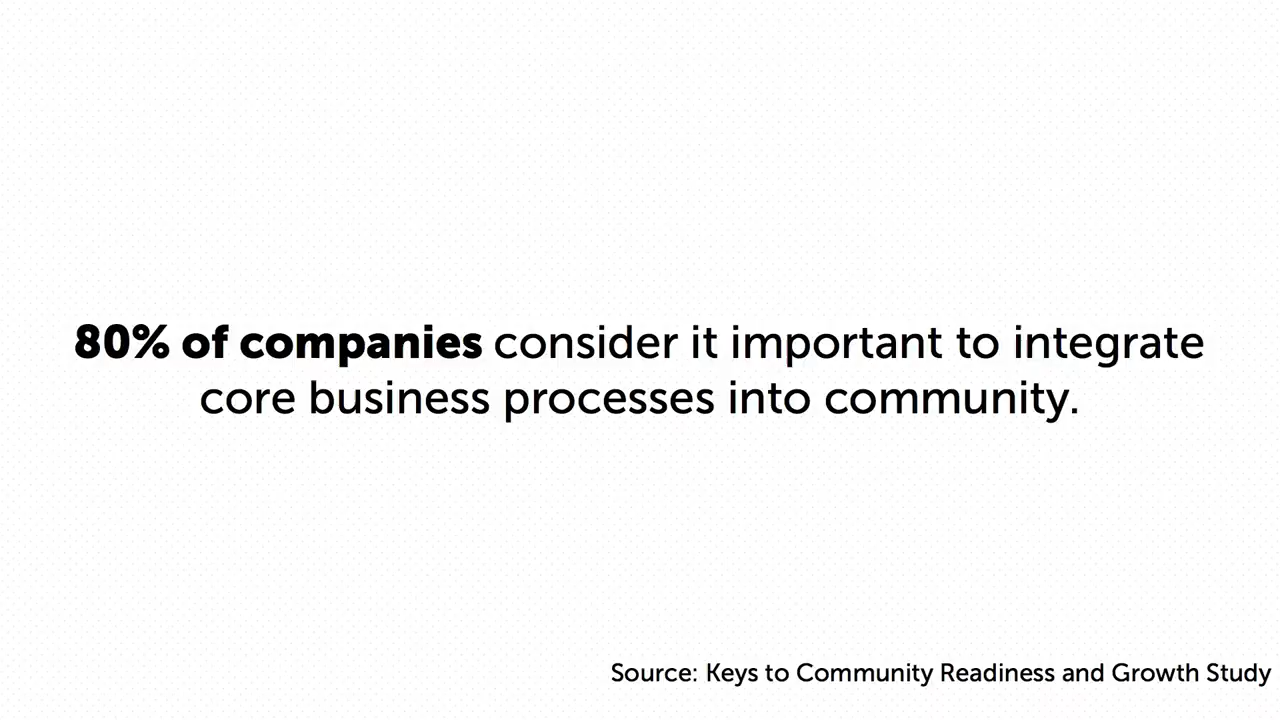 80% of companies consider it important to integrate
core business processes into community.
Source: Keys to Community Readiness and Growth Study